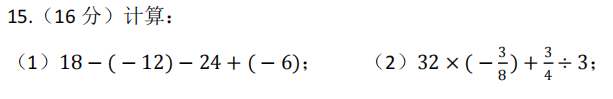 15.（16 分）计算：
（1）18 −（− 12）− 24 +（− 6）；　　（2）32 ×（− 3/8）+ 3/4 ÷ 3；